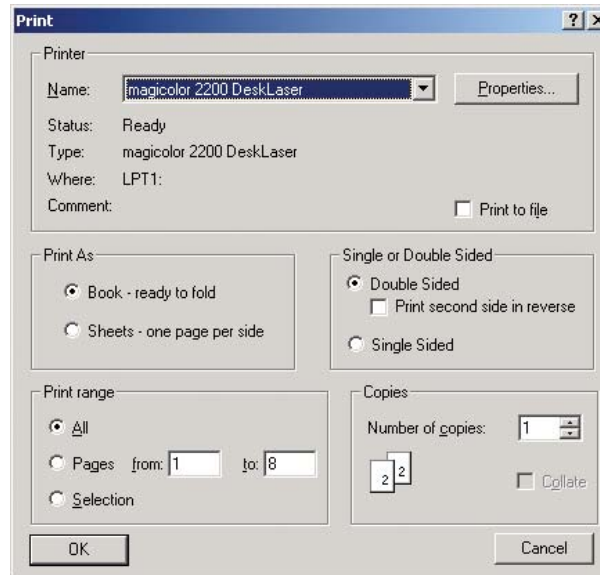 Print
Printer
Name: magicolor 2200 DeskLaser Properties...
Status: Ready
Type: magicolor 2200 DeskLaser
Where: LPT1:
Comment: Print to file
Print As
Book - ready to fold
Sheets - one page per side
Single or Double Sided
Double Sided
Print second side in reverse
Single Sided
Print range
All
Pages from: 1 to: 8
Selection
Copies
Number of copies: 1
2 2
Collate
OK Cancel